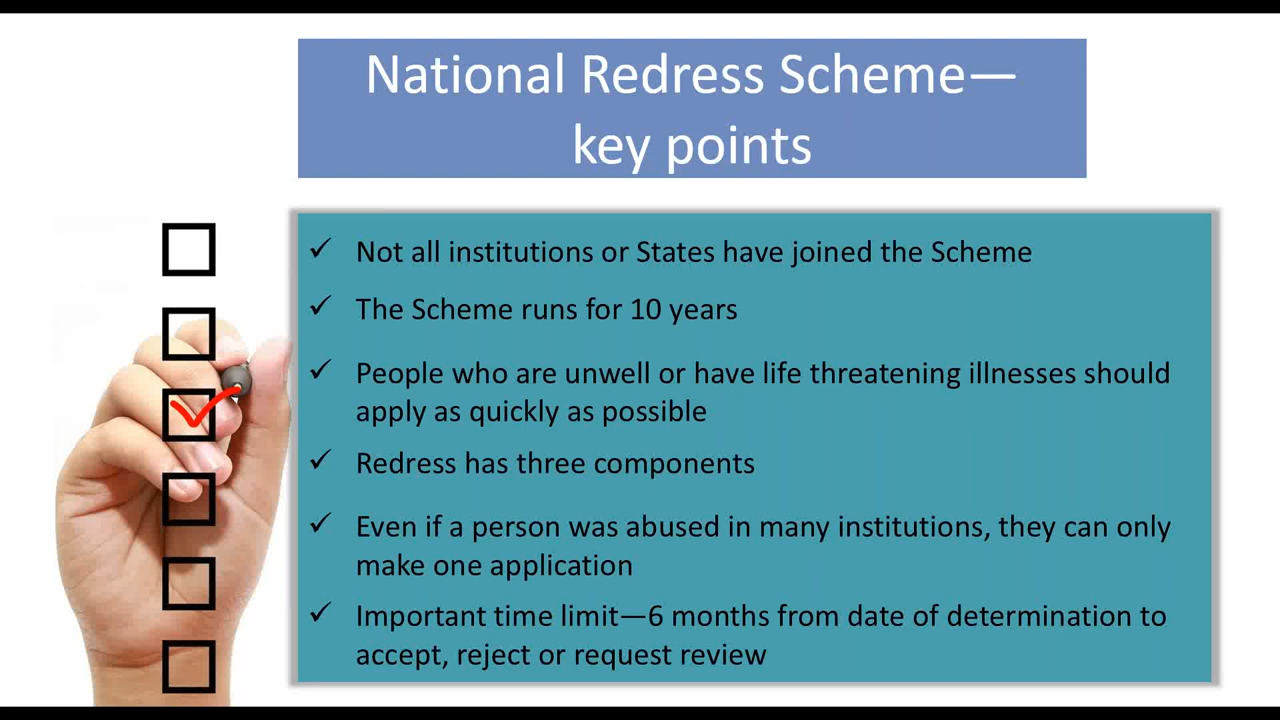 National Redress Scheme—
key points
✓ Not all institutions or States have joined the Scheme
✓ The Scheme runs for 10 years
✓ People who are unwell or have life threatening illnesses should
apply as quickly as possible
✓ Redress has three components
✓ Even if a person was abused in many institutions, they can only
make one application
✓ Important time limit—6 months from date of determination to
accept, reject or request review